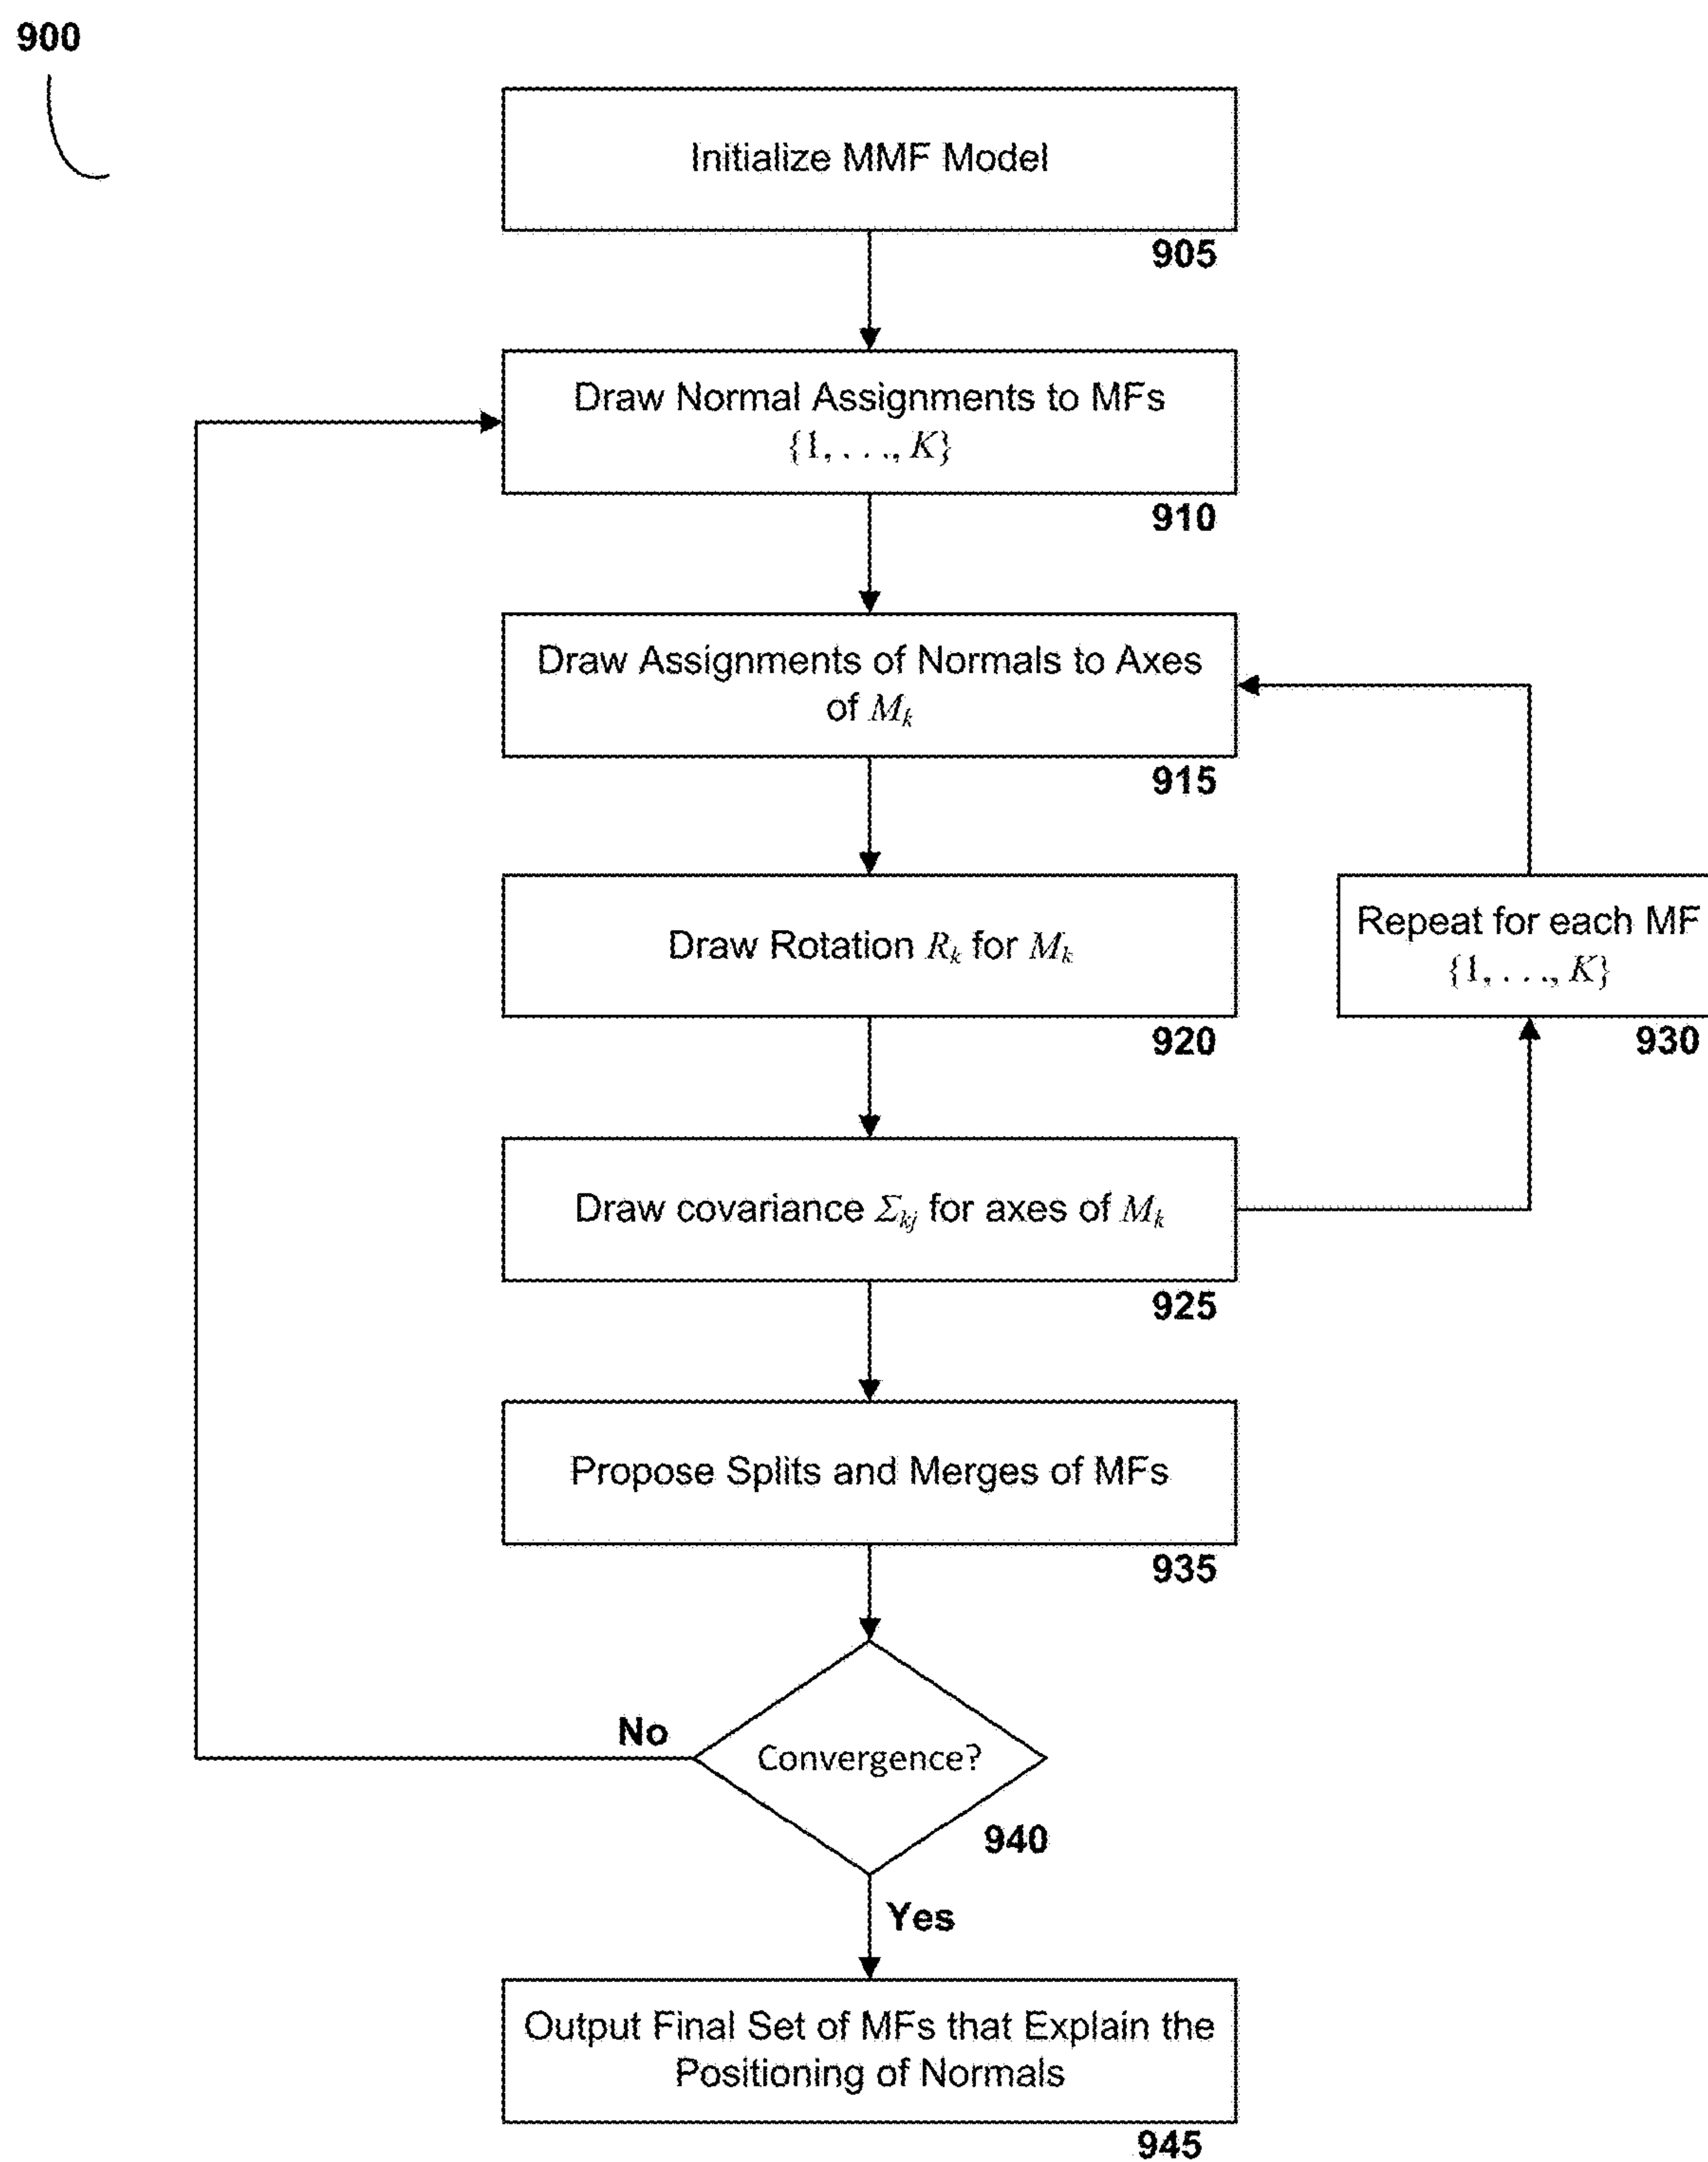 900
Initialize MMF Model
905
Draw Normal Assignments to MFs
{1, . . ., K}
910
Draw Assignments of Normals to Axes
of Mk
915
Draw Rotation Rk for Mk
920
Repeat for each MF
{1, . . ., K}
930
Draw covariance Σkj for axes of Mk
925
Propose Splits and Merges of MFs
935
No
Convergence?
940
Yes
Output Final Set of MFs that Explain the
Positioning of Normals
945